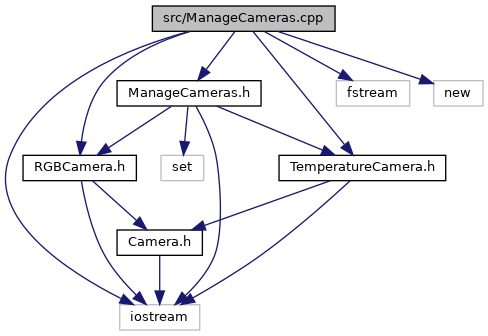 src/ManageCameras.cpp
ManageCameras.h
fstream
new
RGBCamera.h
set
TemperatureCamera.h
Camera.h
iostream